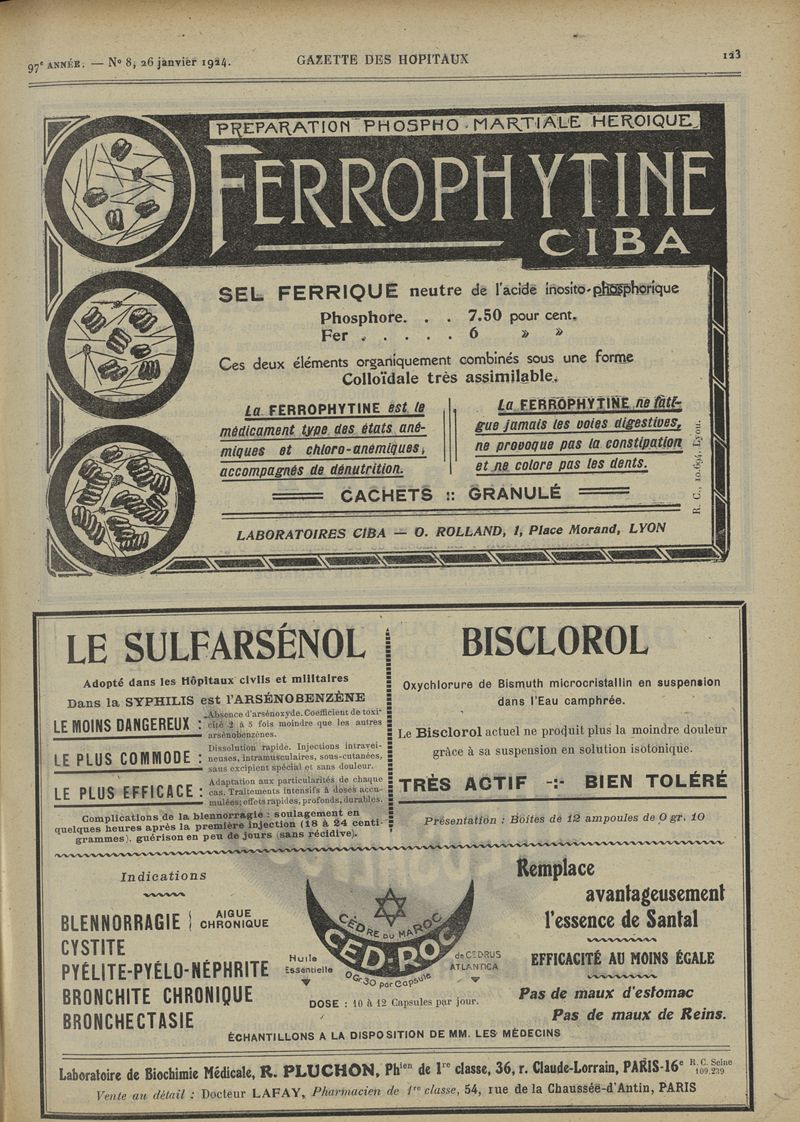 97e ANNÉE. — No 8, 26 janvier 1924.
GAZETTE DES HOPITAUX
123
PREPARATION PHOSPHO-MARTIALE HEROIQUE
FERROPHYTINE
CIBA
SEL FERRIQUE neutre de l'acide inosito-phosphorique
Phosphore. . . 7.50 pour cent.
Fer . . . . . 6 » »
Ces deux éléments organiquement combinés sous une forme
Colloïdale très assimilable.
La FERROPHYTINE est le
médicament type des états ané-
miques et chloro-anémiques,
accompagnés de dénutrition.
La FERROPHYTINE ne fati-
gue jamais les voies digestives,
ne provoque pas la constipation
et ne colore pas les dents.
CACHETS :: GRANULÉ
R. C., 10.694, Lyon.
LABORATOIRES CIBA — O. ROLLAND, 1, Place Morand, LYON
LE SULFARSÉNOL
Adopté dans les Hôpitaux civils et militaires
Dans la SYPHILIS est l'ARSÉNOBENZÈNE
LE MOINS DANGEREUX :
Absence d'arsénoxyde. Coefficient de toxi-
cité 2 à 5 fois moindre que les autres
arsénobenzènes.
LE PLUS COMMODE :
Dissolution rapide. Injections intravei-
neuses, intramusculaires, sous-cutanées,
sans excipient spécial et sans douleur.
LE PLUS EFFICACE :
Adaptation aux particularités de chaque
cas. Traitements intensifs à doses accu-
mulées; effets rapides, profonds, durables.
Complications de la blennorragie : soulagement en
quelques heures après la première injection (18 à 24 centi-
grammes), guérison en peu de jours (sans récidive).
BISCLOROL
Oxychlorure de Bismuth microcristallin en suspension
dans l'Eau camphrée.
Le Bisclorol actuel ne produit plus la moindre douleur
grâce à sa suspension en solution isotonique.
TRÈS ACTIF -:- BIEN TOLÉRÉ
Présentation : Boites de 12 ampoules de 0 gr. 10
Indications
BLENNORRAGIE } AIGUE
CHRONIQUE
CYSTITE
PYÉLITE-PYÉLO-NÉPHRITE
BRONCHITE CHRONIQUE
BRONCHECTASIE
CÈDRE DU MAROC
CED-ROC
Huile
Essentielle
de CEDRUS
ATLANTICA
0Gr30 par Capsule
DOSE : 10 à 12 Capsules par jour.
Remplace
avantageusement
l'essence de Santal
EFFICACITÉ AU MOINS ÉGALE
Pas de maux d'estomac
Pas de maux de Reins.
ÉCHANTILLONS A LA DISPOSITION DE MM. LES MÉDECINS
Laboratoire de Biochimie Médicale, R. PLUCHON, Phien de 1re classe, 36, r. Claude-Lorrain, PARIS-16e R. C. Seine 109.239
Vente au détail : Docteur LAFAY, Pharmacien de 1re classe, 54, rue de la Chaussée-d'Antin, PARIS